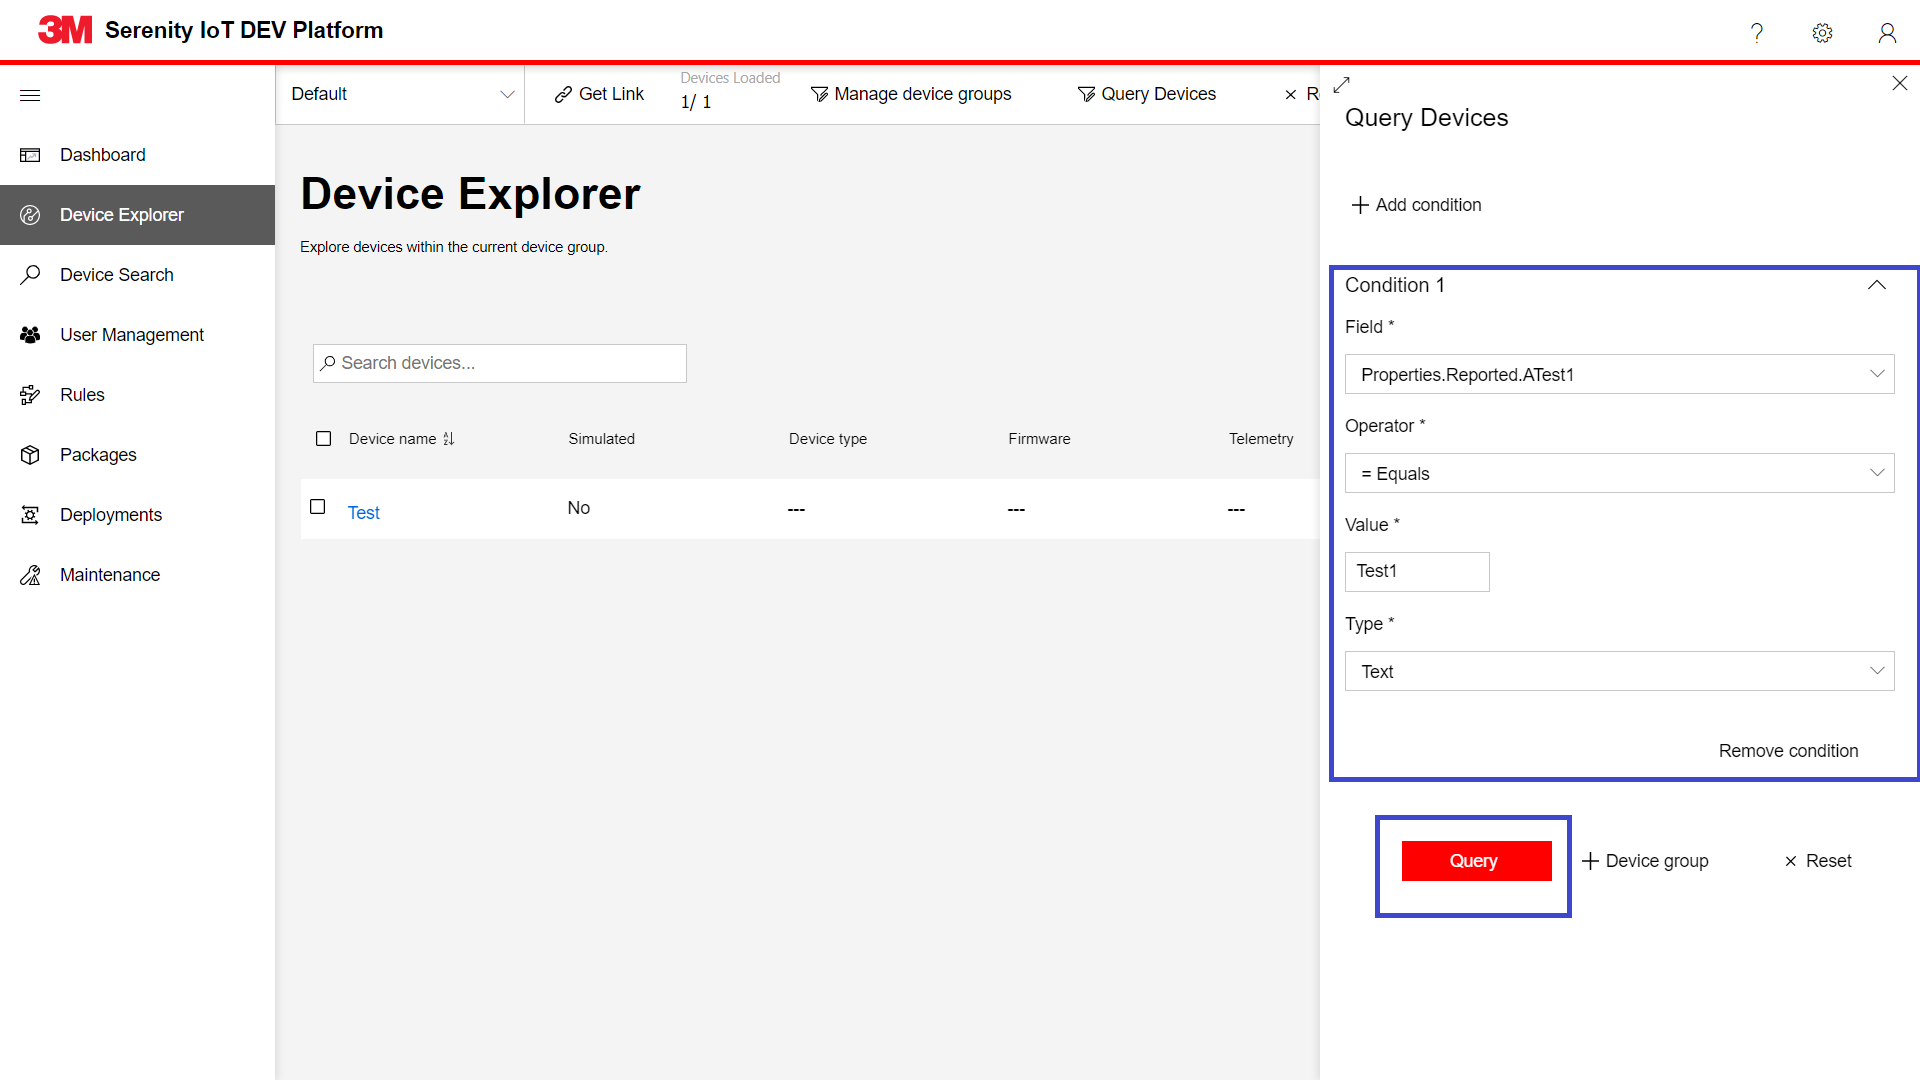 3M Serenity IoT DEV Platform
?
Default
Get Link
Devices Loaded
1/ 1
Manage device groups
Query Devices
Dashboard
Device Explorer
Device Search
User Management
Rules
Packages
Deployments
Maintenance
Device Explorer
Explore devices within the current device group.
Search devices...
Device name Simulated Device type Firmware Telemetry
Test No --- --- ---
Query Devices
Add condition
Condition 1
Field *
Properties.Reported.ATest1
Operator *
= Equals
Value *
Test1
Type *
Text
Remove condition
Query
Device group
Reset